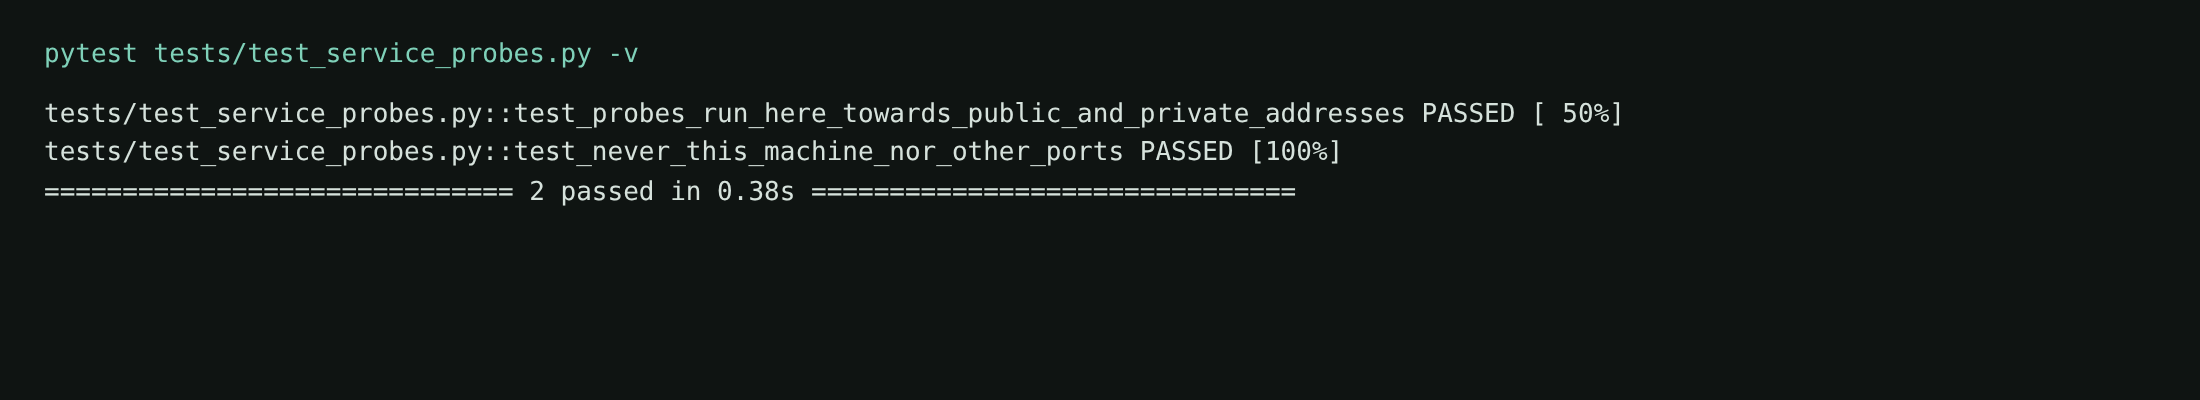 pytest tests/test_service_probes.py -v
tests/test_service_probes.py::test_probes_run_here_towards_public_and_private_addresses PASSED [ 50%]
tests/test_service_probes.py::test_never_this_machine_nor_other_ports PASSED [100%]
============================== 2 passed in 0.38s ===============================